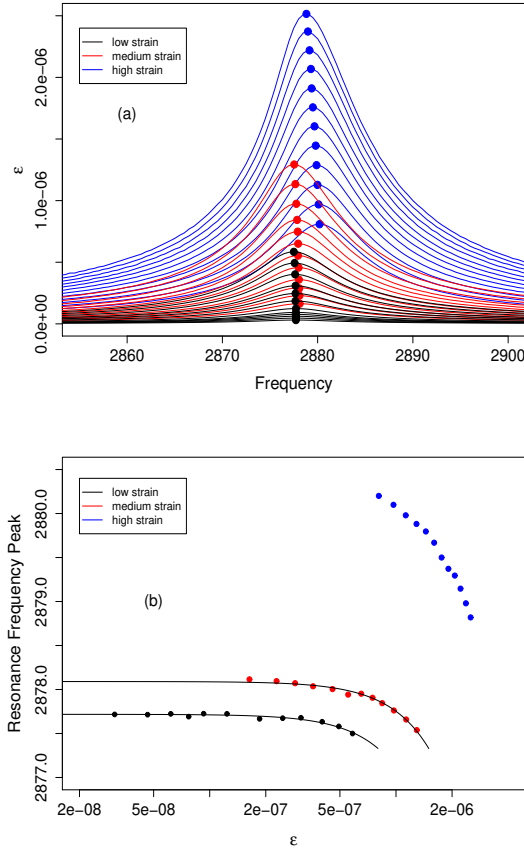 low strain
medium strain
high strain
(a)
ε
0.0e+00
1.0e-06
2.0e-06
2860
2870
2880
2890
2900
Frequency
low strain
medium strain
high strain
(b)
Resonance Frequency Peak
2877.0
2878.0
2879.0
2880.0
2e-08
5e-08
2e-07
5e-07
2e-06
ε